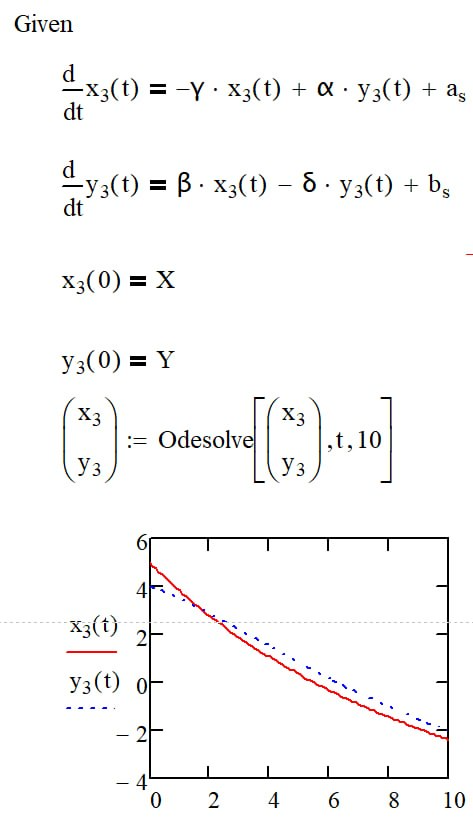 Given
d/dt x₃(t) = −γ · x₃(t) + α · y₃(t) + aₛ
d/dt y₃(t) = β · x₃(t) − δ · y₃(t) + bₛ
x₃(0) = X
y₃(0) = Y
(x₃ y₃) := Odesolve[(x₃ y₃), t, 10]
6
4
x₃(t)
2
y₃(t)
0
− 2
− 4
0 2 4 6 8 10